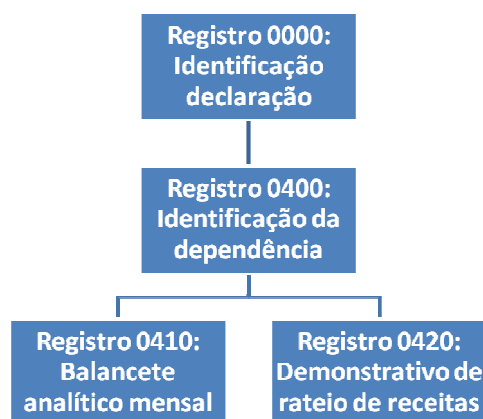 Registro 0000:
Identificação
declaração
Registro 0400:
Identificação da
dependência
Registro 0410:
Balancete
analítico mensal
Registro 0420:
Demonstrativo de
rateio de receitas